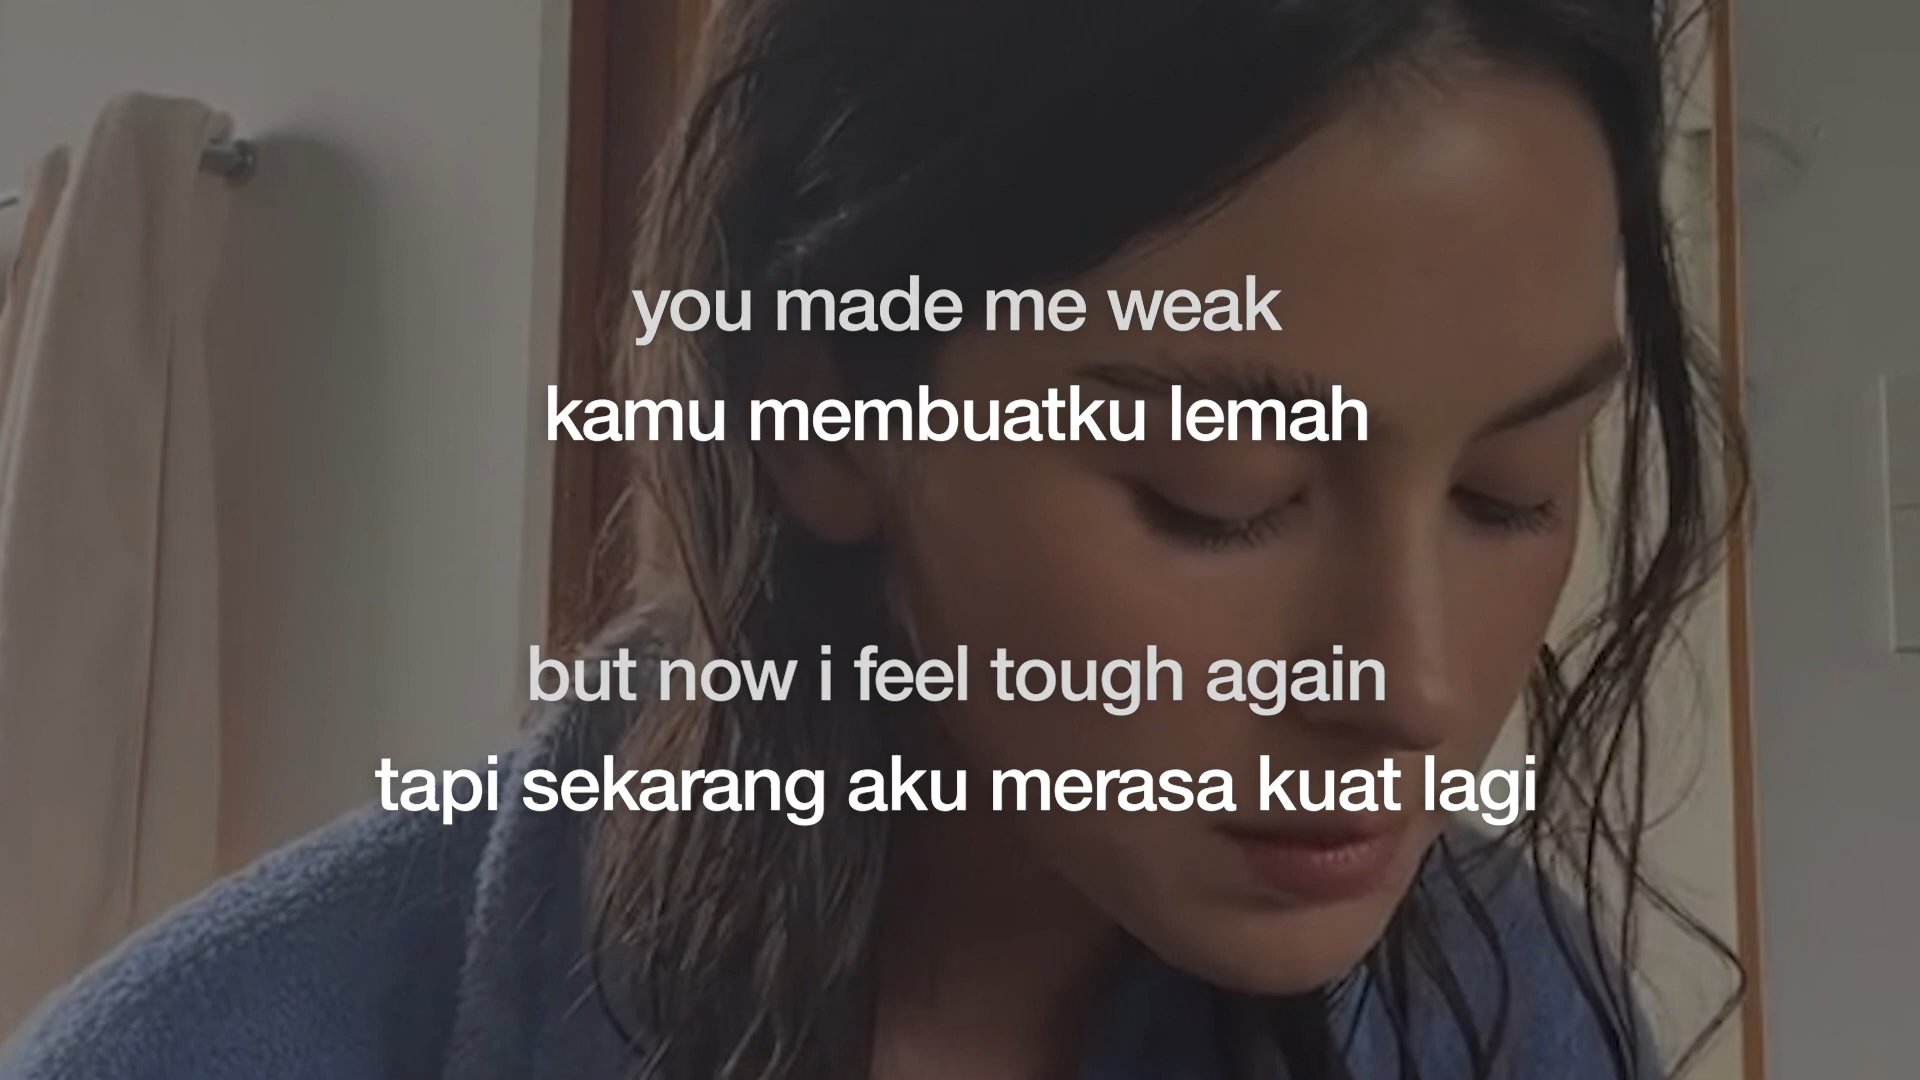 you made me weak
kamu membuatku lemah
but now i feel tough again
tapi sekarang aku merasa kuat lagi